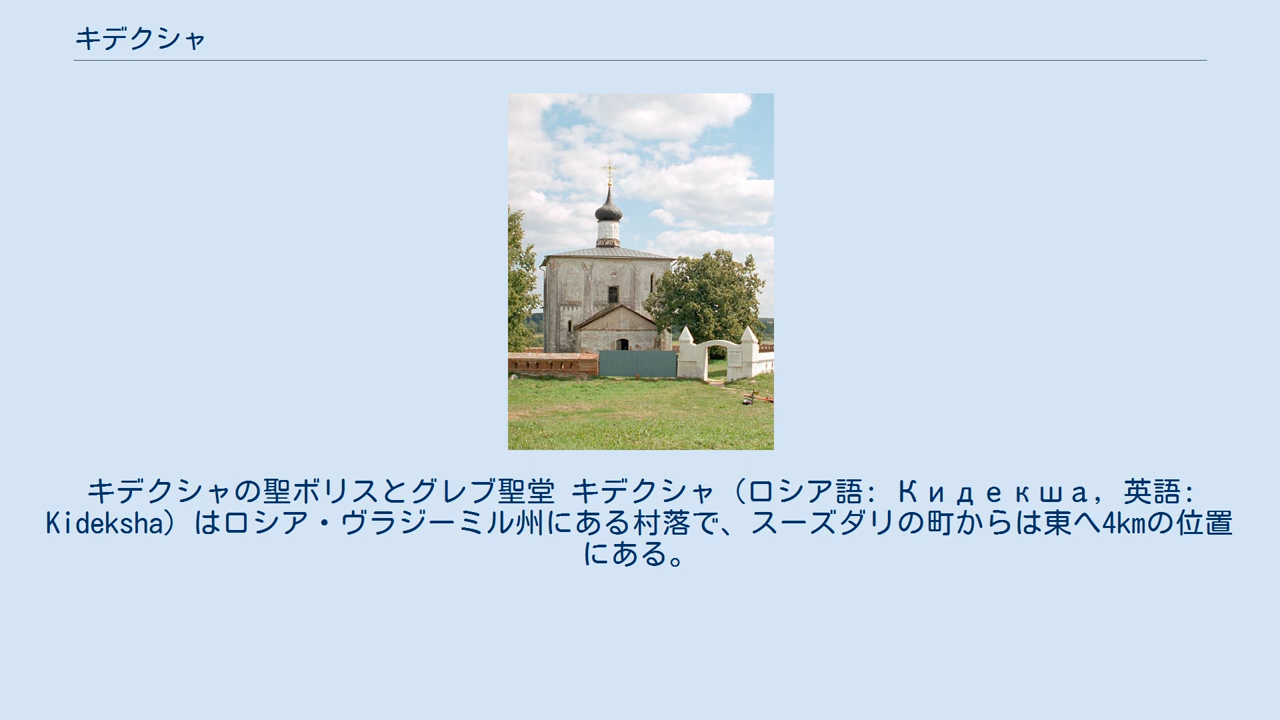 キデクシャ
キデクシャの聖ボリスとグレブ聖堂 キデクシャ（ロシア語: Кидекша, 英語:
Kideksha）はロシア・ヴラジーミル州にある村落で、スーズダリの町からは東へ4kmの位置
にある。